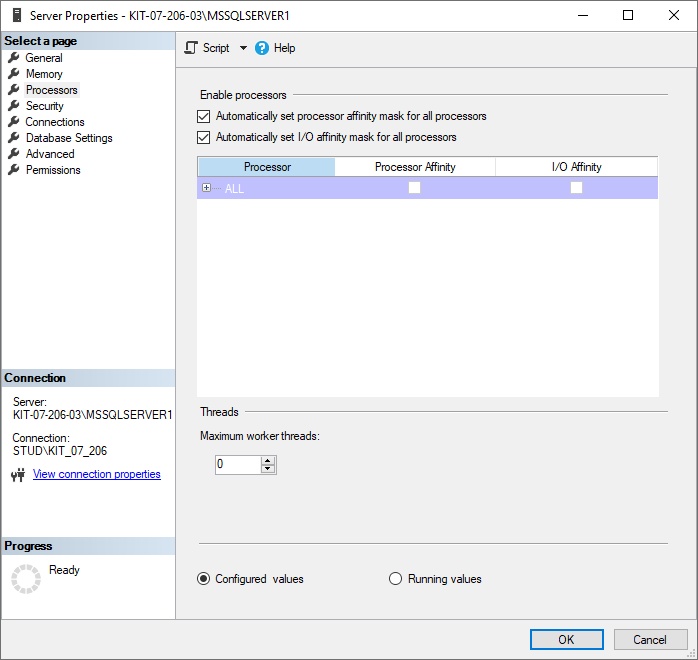 Server Properties - KIT-07-206-03\MSSQLSERVER1
Select a page
General
Memory
Processors
Security
Connections
Database Settings
Advanced
Permissions
Script
Help
Enable processors
Automatically set processor affinity mask for all processors
Automatically set I/O affinity mask for all processors
Processor Processor Affinity I/O Affinity
ALL
Threads
Maximum worker threads:
0
Configured values Running values
Connection
Server:
KIT-07-206-03\MSSQLSERVER1
Connection:
STUD\KIT_07_206
View connection properties
Progress
Ready
OK Cancel